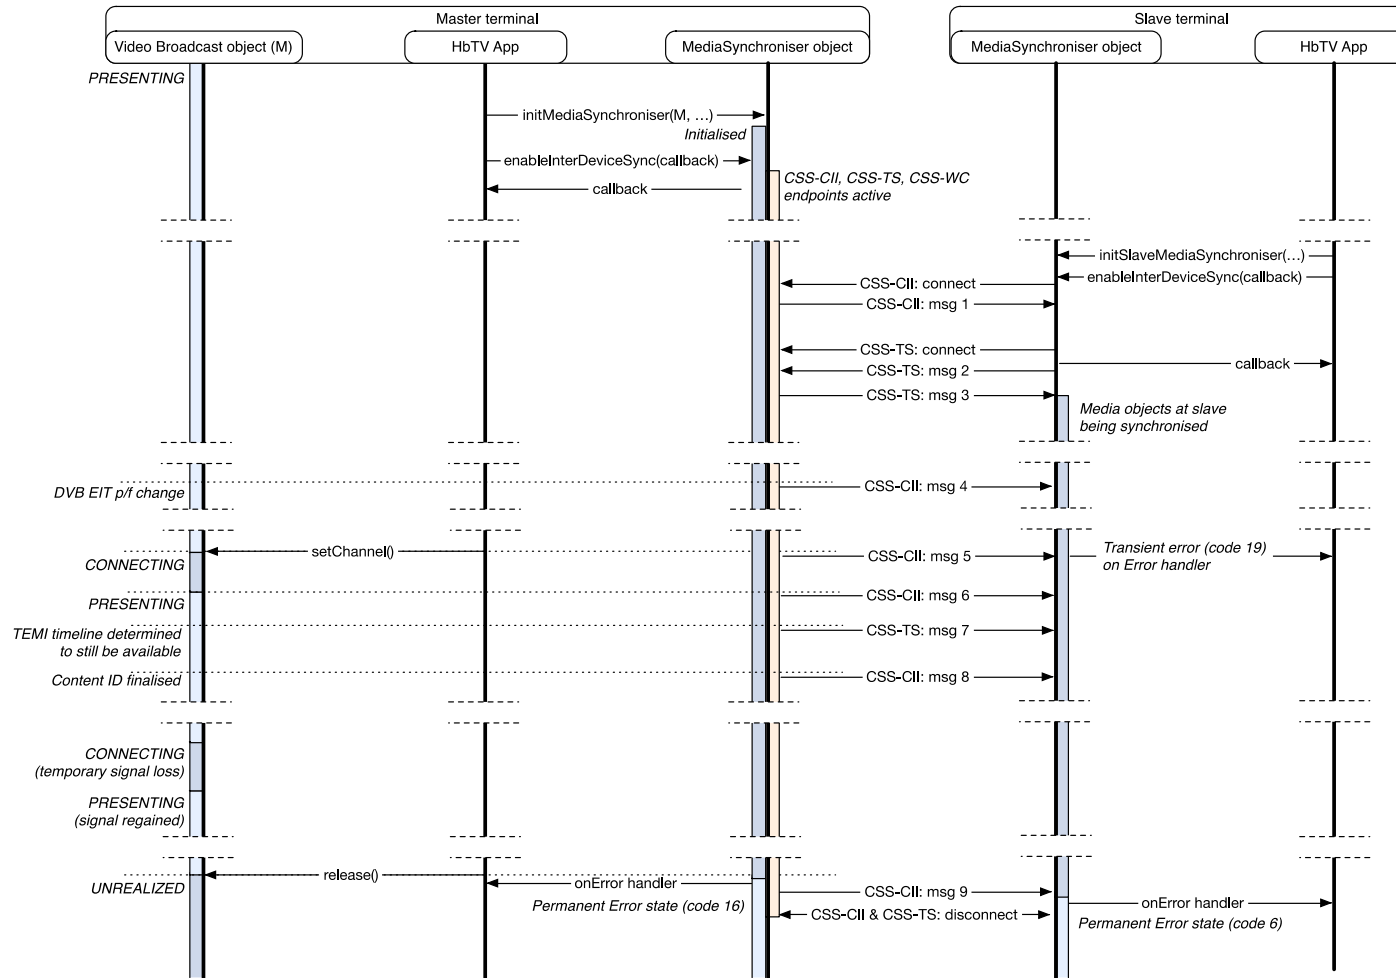 Master terminal
Slave terminal
Video Broadcast object (M)
HbTV App
MediaSynchroniser object
MediaSynchroniser object
HbTV App
PRESENTING
initMediaSynchroniser(M, …)
Initialised
enableInterDeviceSync(callback)
callback
CSS-CII, CSS-TS, CSS-WC
endpoints active
initSlaveMediaSynchroniser(…)
enableInterDeviceSync(callback)
CSS-CII: connect
CSS-CII: msg 1
CSS-TS: connect
callback
CSS-TS: msg 2
CSS-TS: msg 3
Media objects at slave
being synchronised
DVB EIT p/f change
CSS-CII: msg 4
setChannel()
CONNECTING
CSS-CII: msg 5
Transient error (code 19)
on Error handler
PRESENTING
CSS-CII: msg 6
TEMI timeline determined
to still be available
CSS-TS: msg 7
Content ID finalised
CSS-CII: msg 8
CONNECTING
(temporary signal loss)
PRESENTING
(signal regained)
UNREALIZED
release()
onError handler
Permanent Error state (code 16)
CSS-CII: msg 9
CSS-CII & CSS-TS: disconnect
onError handler
Permanent Error state (code 6)